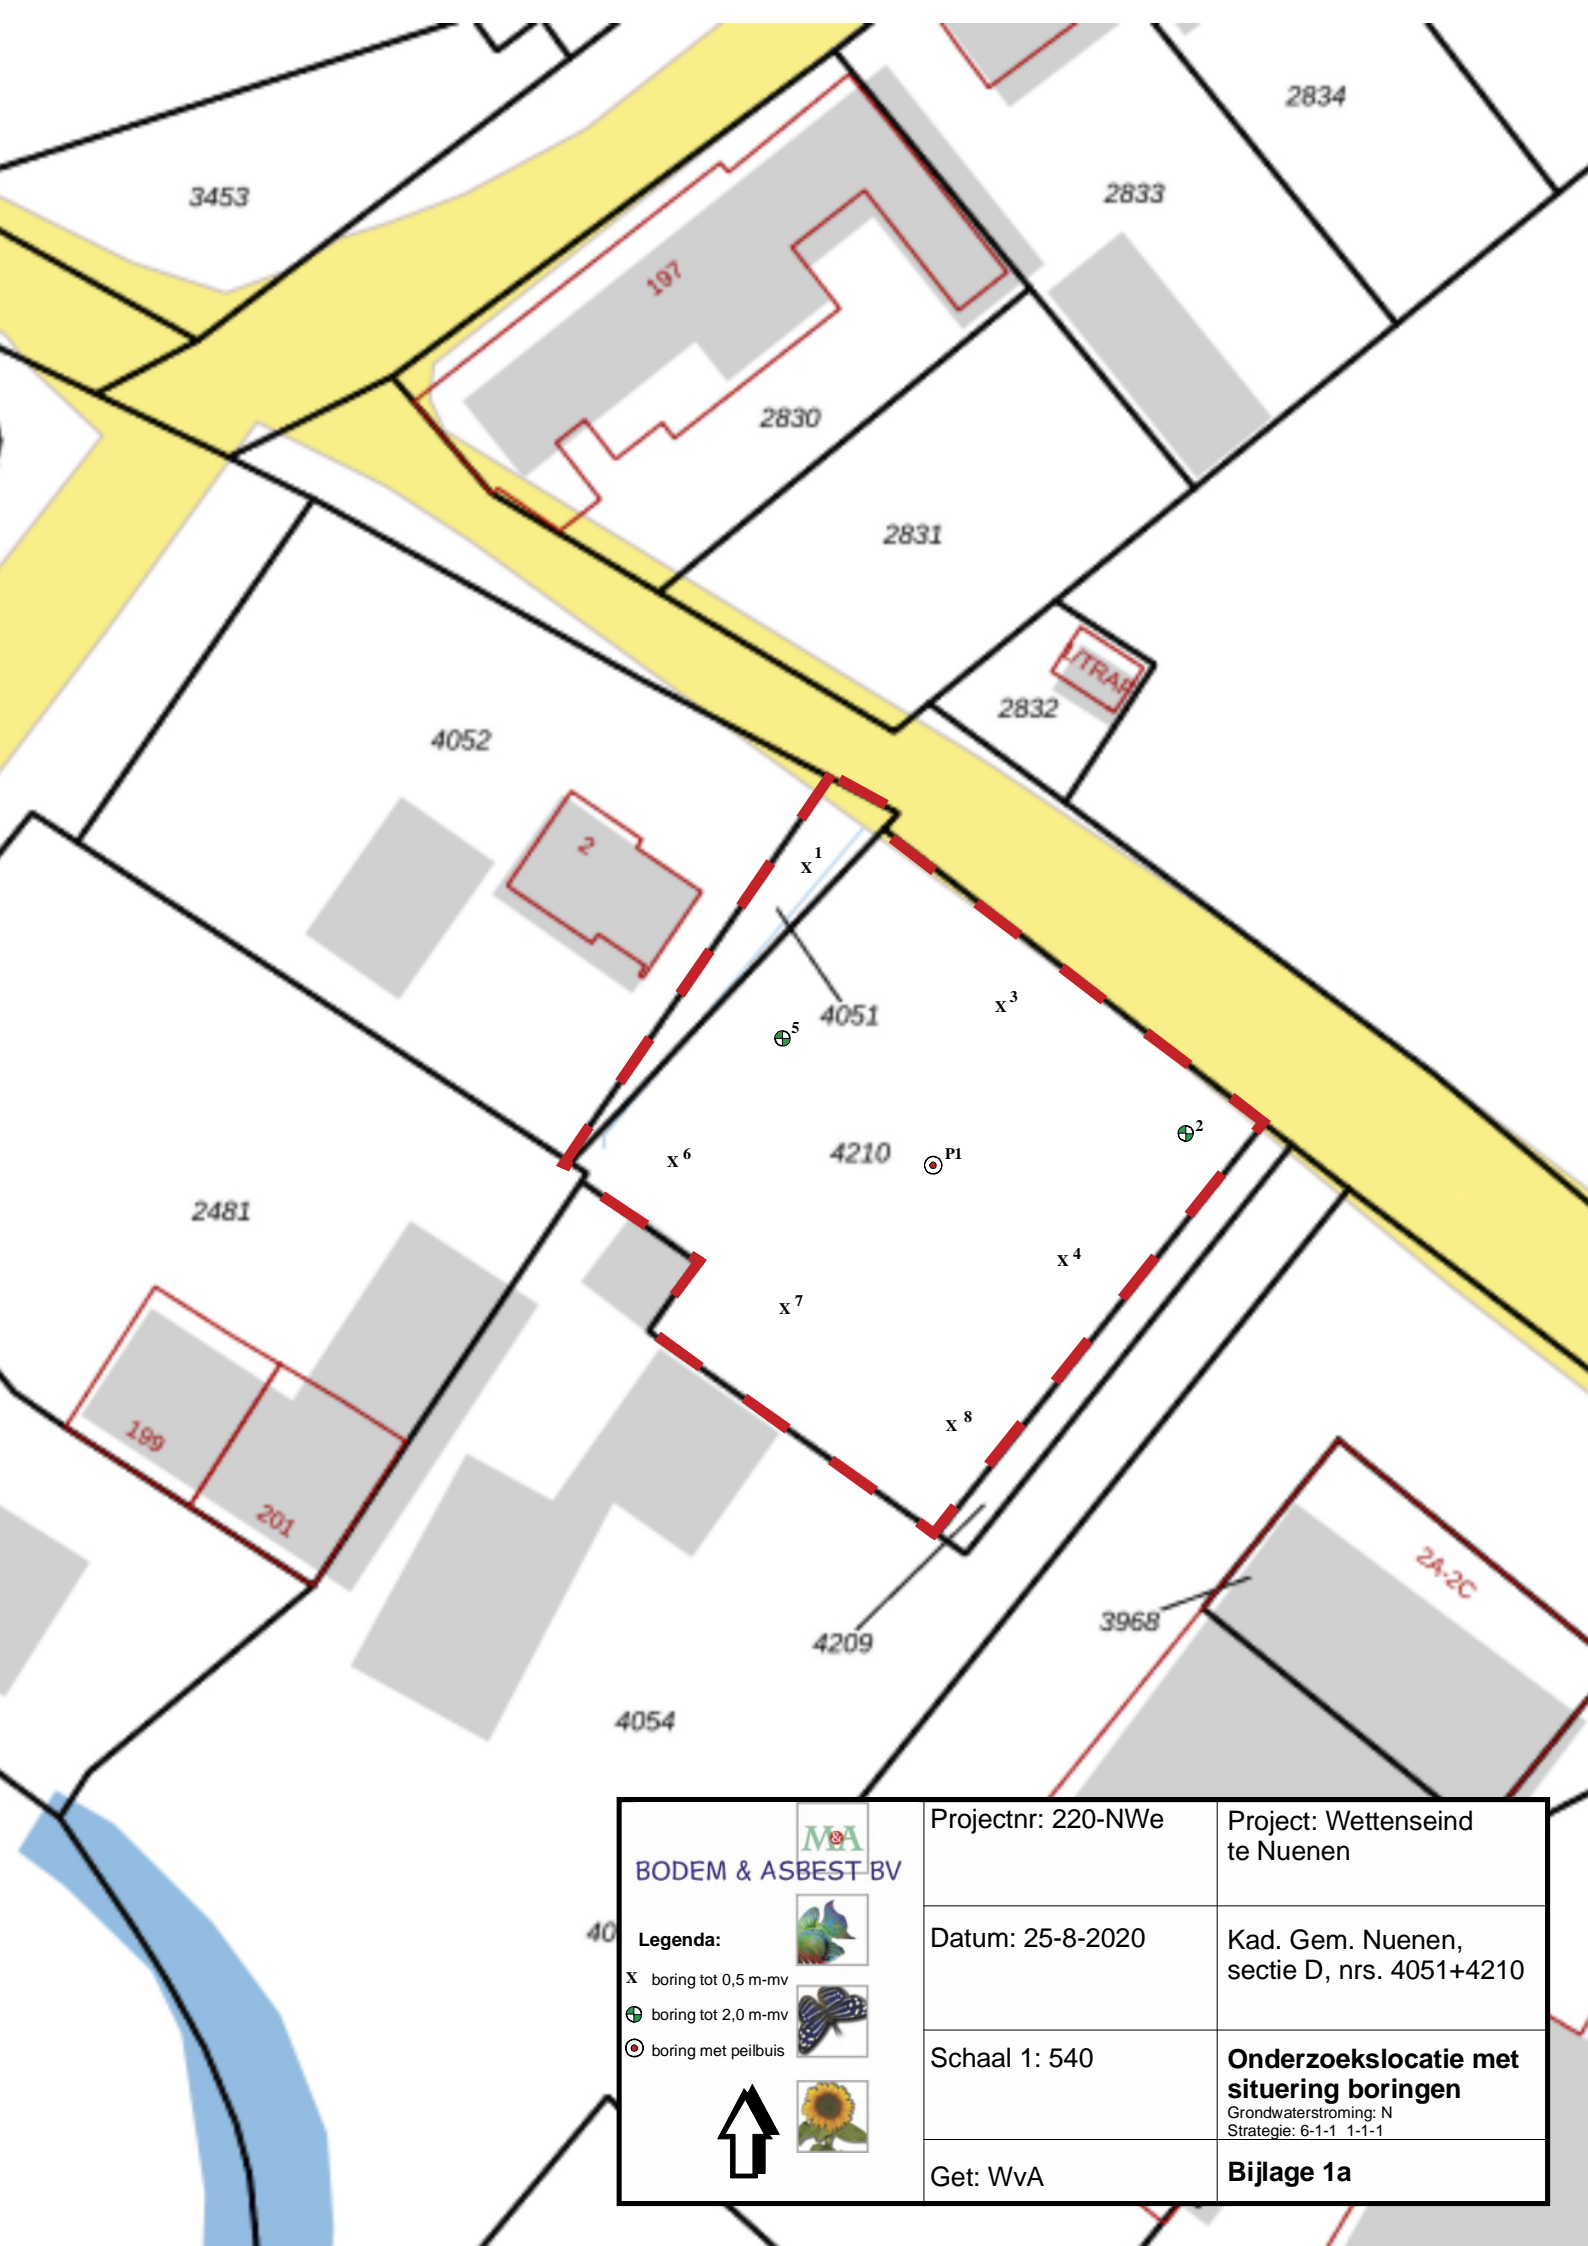 2834
3453
2833
197
2830
2831
2832
4052
2
x 1
4051
x 3
5
2
4210
P1
x 6
2481
x 4
x 7
199
201
x 8
2A-2C
3968
4209
4054
40
M&A
BODEM & ASBEST BV
Legenda:
x boring tot 0,5 m-mv
boring tot 2,0 m-mv
boring met peilbuis
Projectnr: 220-NWe
Project: Wettenseind
te Nuenen
Datum: 25-8-2020
Kad. Gem. Nuenen,
sectie D, nrs. 4051+4210
Schaal 1: 540
Onderzoekslocatie met
situering boringen
Grondwaterstroming: N
Strategie: 6-1-1 1-1-1
Get: WvA
Bijlage 1a